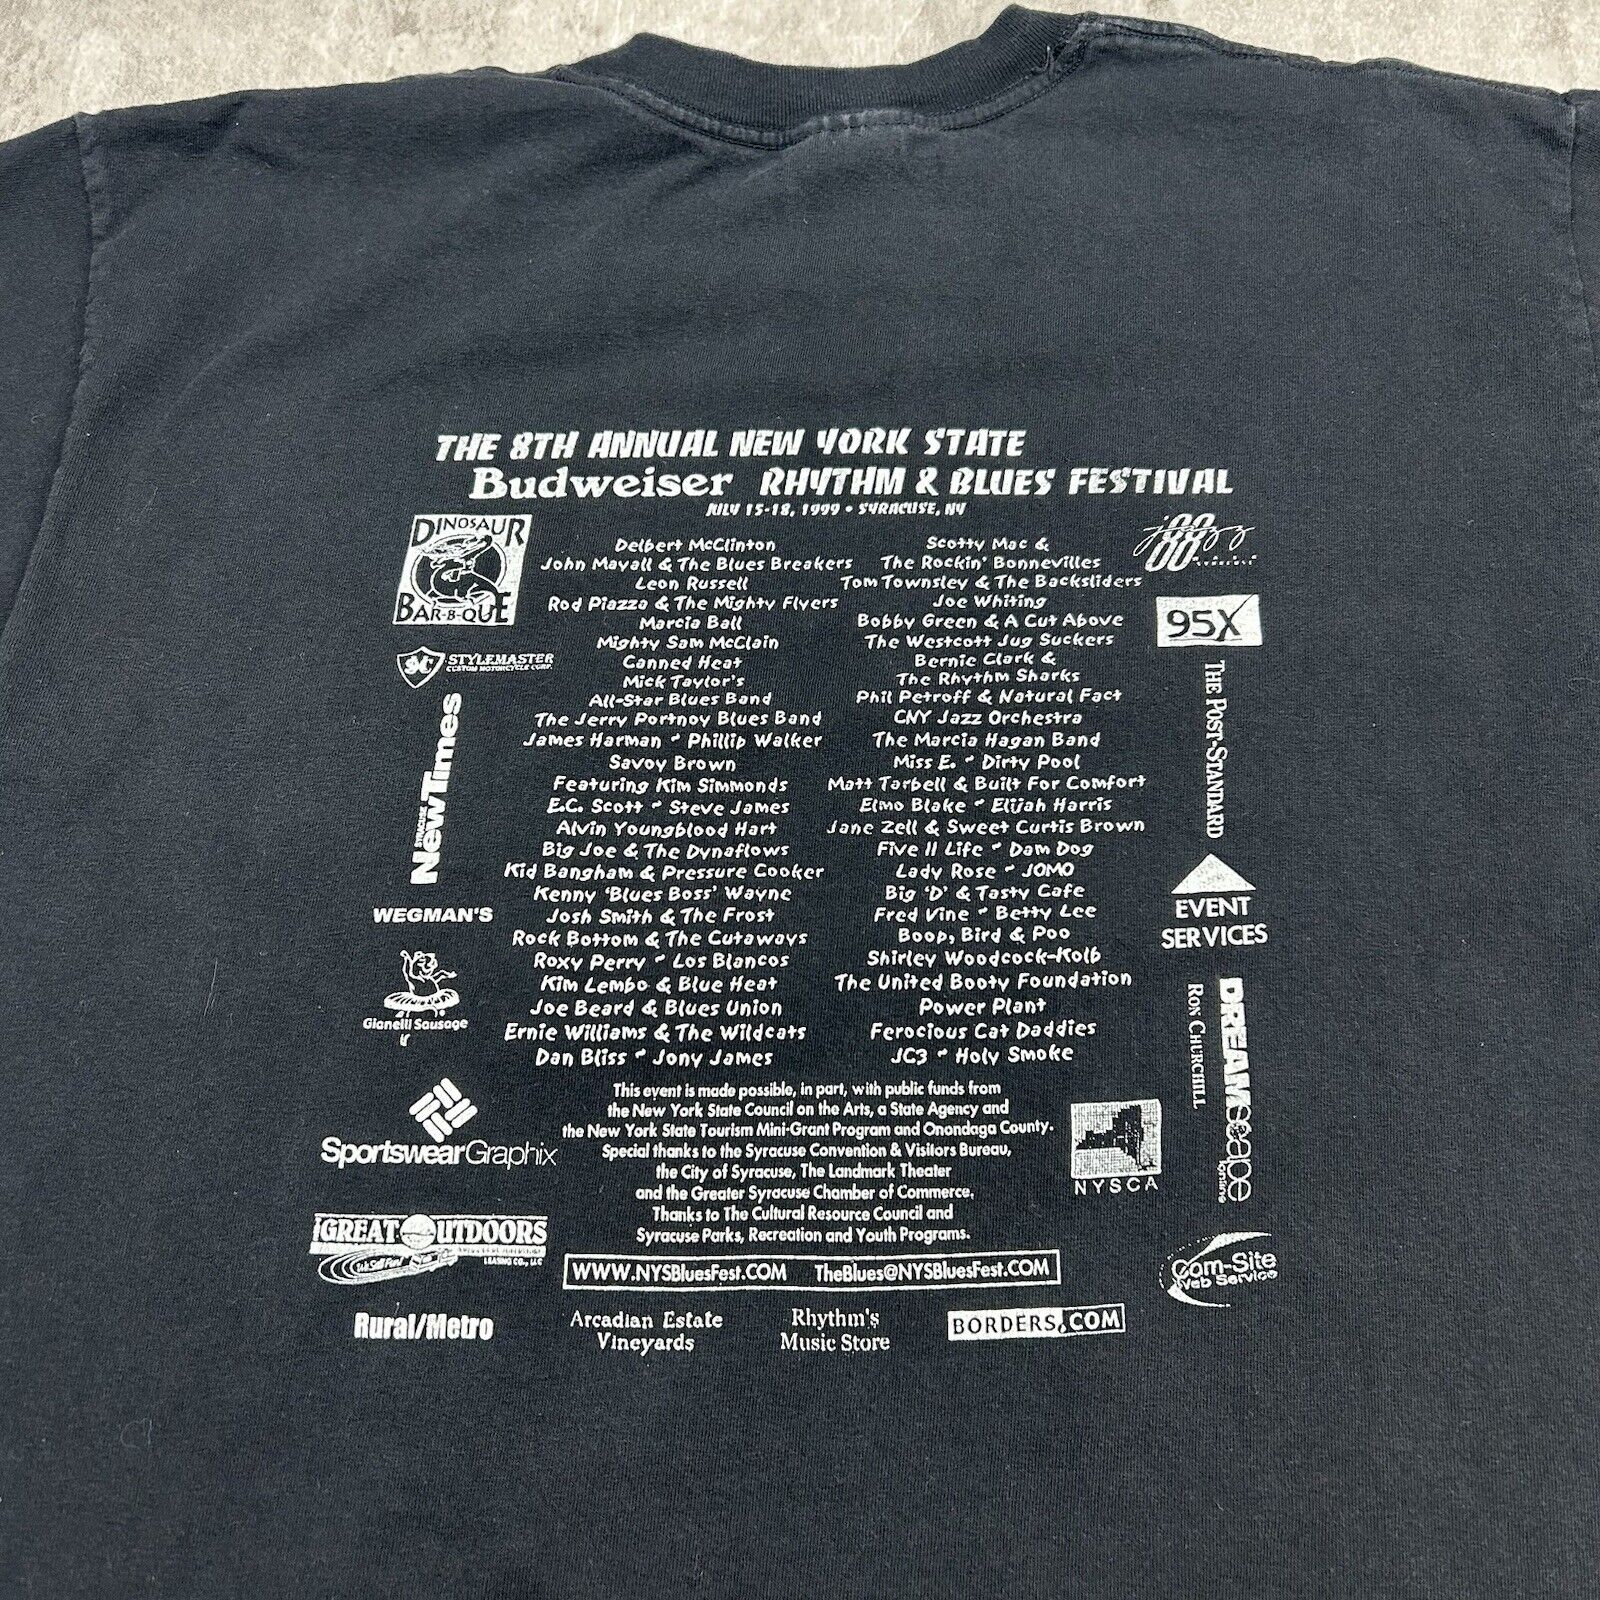 THE 8TH ANNUAL NEW YORK STATE
Budweiser RHYTHM & BLUES FESTIVAL
JULY 15-18, 1999 • SYRACUSE, NY
DINOSAUR
BAR-B-QUE
STYLEMASTER
CUSTOM MOTORCYCLE CORP.
SYRACUSE
NewTimes
WEGMAN'S
Gianelli Sausage
SportswearGraphix
Delbert McClinton
John Mayall & The Blues Breakers
Leon Russell
Rod Piazza & The Mighty Flyers
Marcia Ball
Mighty Sam McClain
Canned Heat
Mick Taylor's
All-Star Blues Band
The Jerry Portnoy Blues Band
James Harman ~ Phillip Walker
Savoy Brown
Featuring Kim Simmonds
E.C. Scott ~ Steve James
Alvin Youngblood Hart
Big Joe & The Dynaflows
Kid Bangham & Pressure Cooker
Kenny 'Blues Boss' Wayne
Josh Smith & The Frost
Rock Bottom & The Cutaways
Roxy Perry ~ Los Blancos
Kim Lembo & Blue Heat
Joe Beard & Blues Union
Ernie Williams & The Wildcats
Dan Bliss ~ Jony James
Scotty Mac &
The Rockin' Bonnevilles
Tom Townsley & The Backsliders
Joe Whiting
Bobby Green & A Cut Above
The Westcott Jug Suckers
Bernie Clark &
The Rhythm Sharks
Phil Petroff & Natural Fact
CNY Jazz Orchestra
The Marcia Hagan Band
Miss E. ~ Dirty Pool
Matt Tarbell & Built For Comfort
Elmo Blake ~ Elijah Harris
Jane Zell & Sweet Curtis Brown
Five II Life ~ Dam Dog
Lady Rose ~ JOMO
Big 'D' & Tasty Cafe
Fred Vine ~ Betty Lee
Boop, Bird & Poo
Shirley Woodcock-Kolb
The United Booty Foundation
Power Plant
Ferocious Cat Daddies
JC3 ~ Holy Smoke
jazz 88
95X
THE POST-STANDARD
EVENT
SERVICES
DREAMscape
RON CHURCHILL
This event is made possible, in part, with public funds from
the New York State Council on the Arts, a State Agency and
the New York State Tourism Mini-Grant Program and Onondaga County.
Special thanks to the Syracuse Convention & Visitors Bureau,
the City of Syracuse, The Landmark Theater
and the Greater Syracuse Chamber of Commerce.
Thanks to The Cultural Resource Council and
Syracuse Parks, Recreation and Youth Programs.
NYSCA
GREAT OUTDOORS
LEASING CO., LLC
WWW.NYSBluesFest.COM TheBlues@NYSBluesFest.COM
Com-Site
Web Service
Rural/Metro
Arcadian Estate
Vineyards
Rhythm's
Music Store
BORDERS.COM